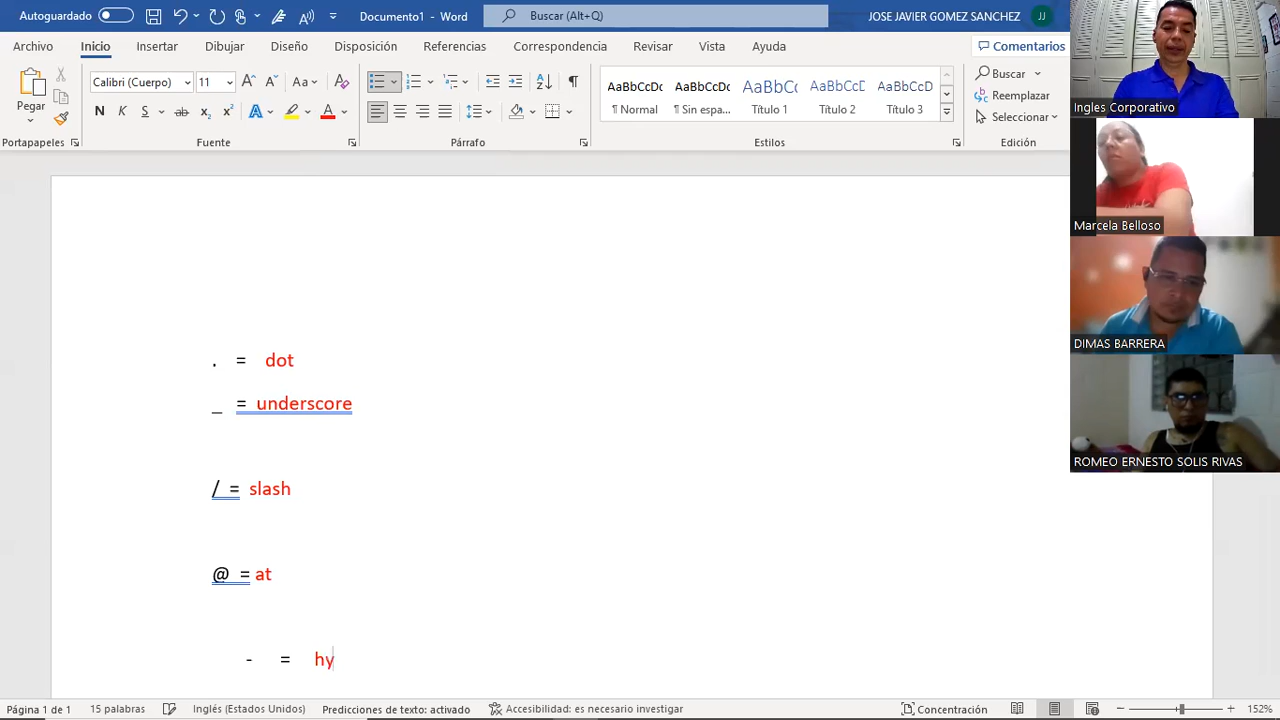 Autoguardado
Documento1 - Word
Buscar (Alt+Q)
JOSE JAVIER GOMEZ SANCHEZ
JJ
Archivo Inicio Insertar Dibujar Diseño Disposición Referencias Correspondencia Revisar Vista Ayuda
Comentarios
Pegar
Calibri (Cuerpo) 11
N K S ab x₂ x² A
AaBbCcDc AaBbCcDc AaBbCc AaBbCcD AaBbCcD
¶ Normal ¶ Sin espa... Título 1 Título 2 Título 3
Buscar
Reemplazar
Seleccionar
Portapapeles Fuente Párrafo Estilos Edición
. = dot
_ = underscore
/ = slash
@ = at
- = hy
Ingles Corporativo
Marcela Belloso
DIMAS BARRERA
ROMEO ERNESTO SOLIS RIVAS
Página 1 de 1 15 palabras Inglés (Estados Unidos) Predicciones de texto: activado Accesibilidad: es necesario investigar Concentración 152%